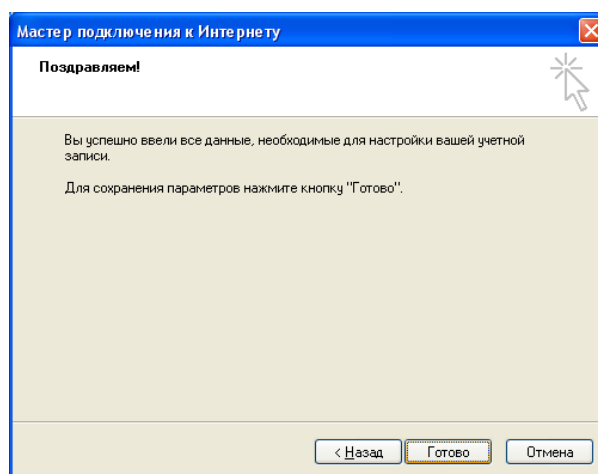 Мастер подключения к Интернету
Поздравляем!
Вы успешно ввели все данные, необходимые для настройки вашей учетной
записи.
Для сохранения параметров нажмите кнопку "Готово".
< Назад Готово Отмена